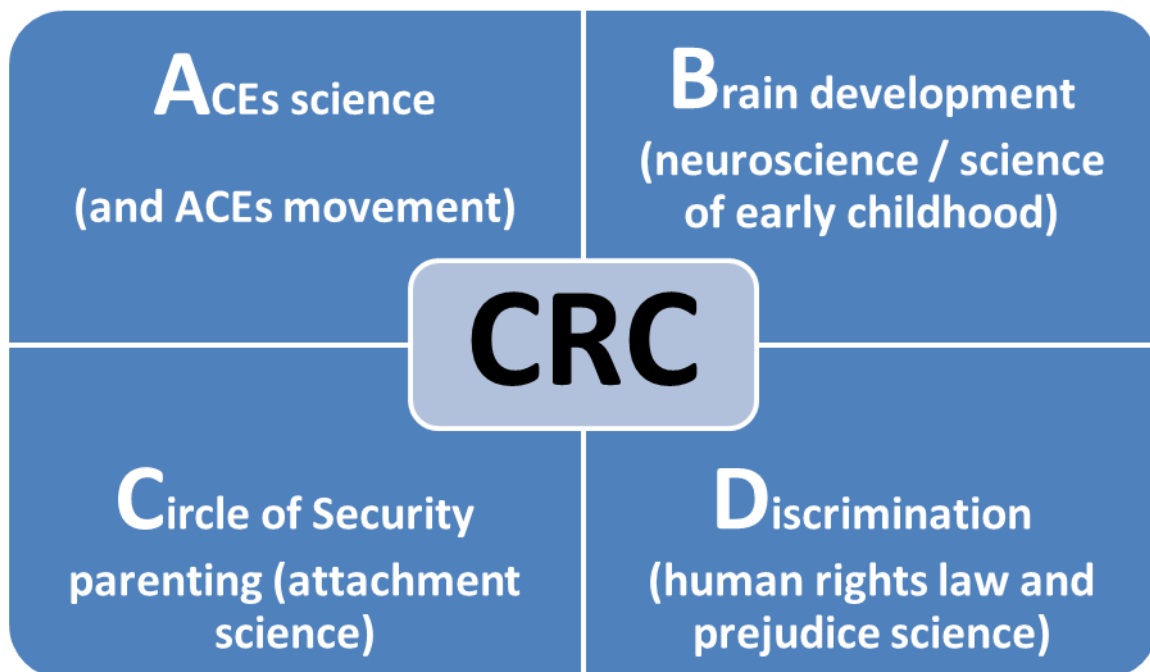 ACEs science
(and ACEs movement)
Brain development
(neuroscience / science
of early childhood)
CRC
Circle of Security
parenting (attachment
science)
Discrimination
(human rights law and
prejudice science)